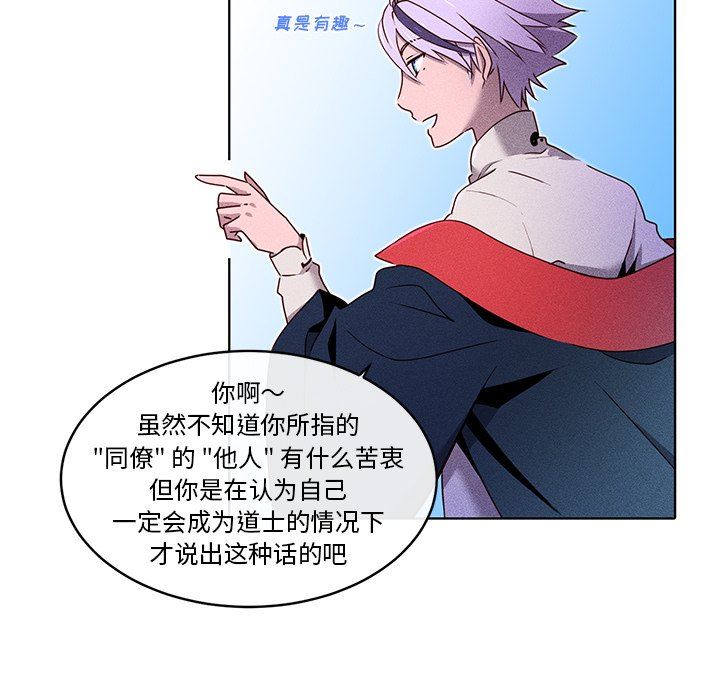 真是有趣～
你啊～
虽然不知道你所指的
"同僚" 的 "他人" 有什么苦衷
但你是在认为自己
一定会成为道士的情况下
才说出这种话的吧